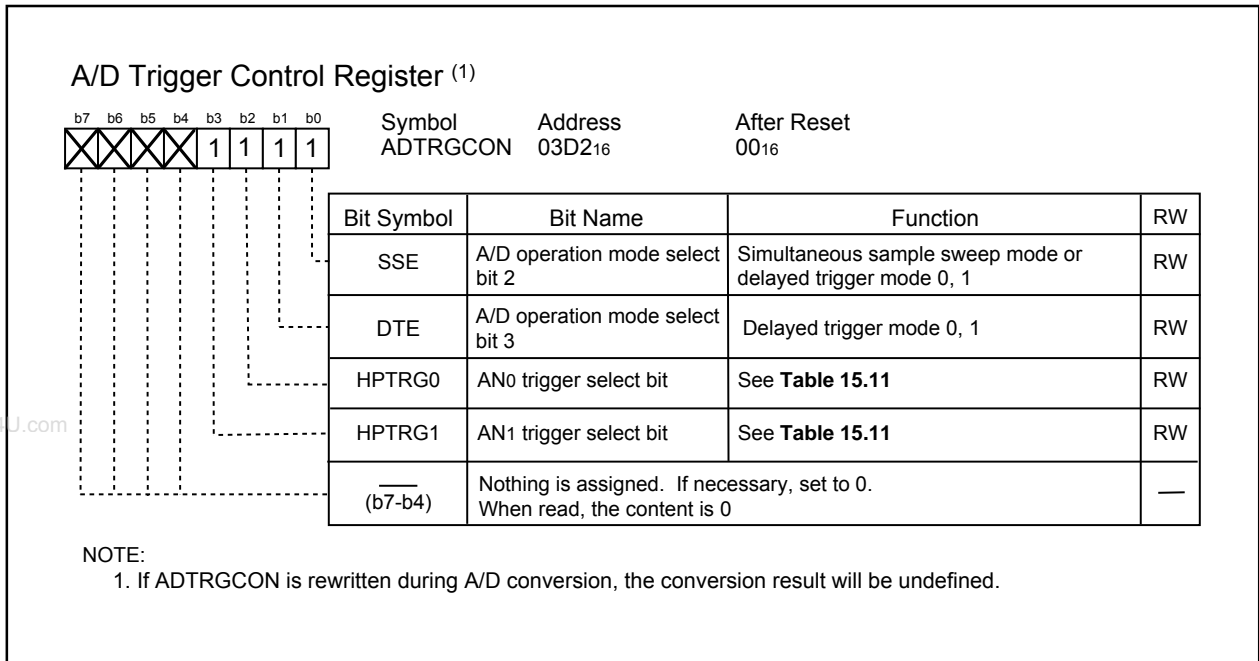 A/D Trigger Control Register (1)
b7 b6 b5 b4 b3 b2 b1 b0
Symbol Address After Reset
1 1 1 1
ADTRGCON 03D216 0016
Bit Symbol Bit Name Function RW
SSE A/D operation mode select Simultaneous sample sweep mode or RW
bit 2 delayed trigger mode 0, 1
DTE A/D operation mode select Delayed trigger mode 0, 1 RW
bit 3
HPTRG0 AN0 trigger select bit See Table 15.11 RW
HPTRG1 AN1 trigger select bit See Table 15.11 RW
(b7-b4) Nothing is assigned. If necessary, set to 0. —
When read, the content is 0
NOTE:
1. If ADTRGCON is rewritten during A/D conversion, the conversion result will be undefined.
4U.com